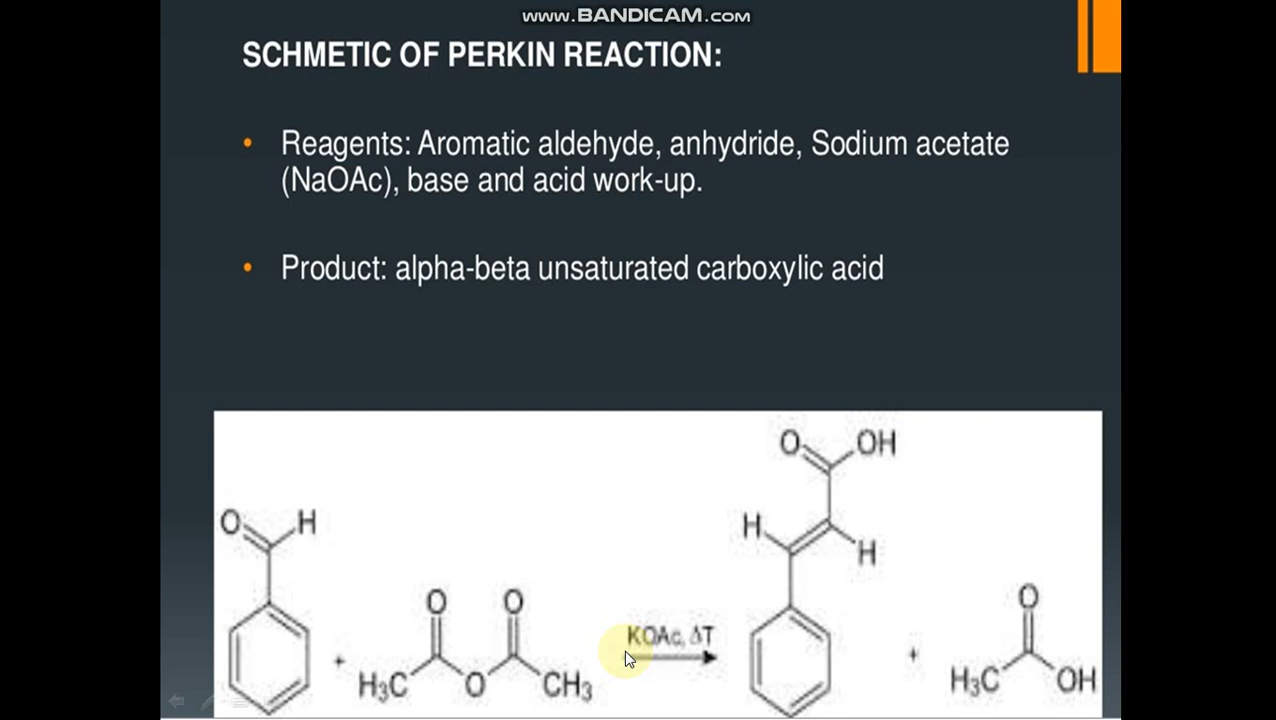 www.BANDICAM.com
SCHMETIC OF PERKIN REACTION:
• Reagents: Aromatic aldehyde, anhydride, Sodium acetate
(NaOAc), base and acid work-up.
• Product: alpha-beta unsaturated carboxylic acid
O OH
O H
H
H
O O
O
KOAc, ΔT
+
+
H₃C O CH₃
H₃C OH